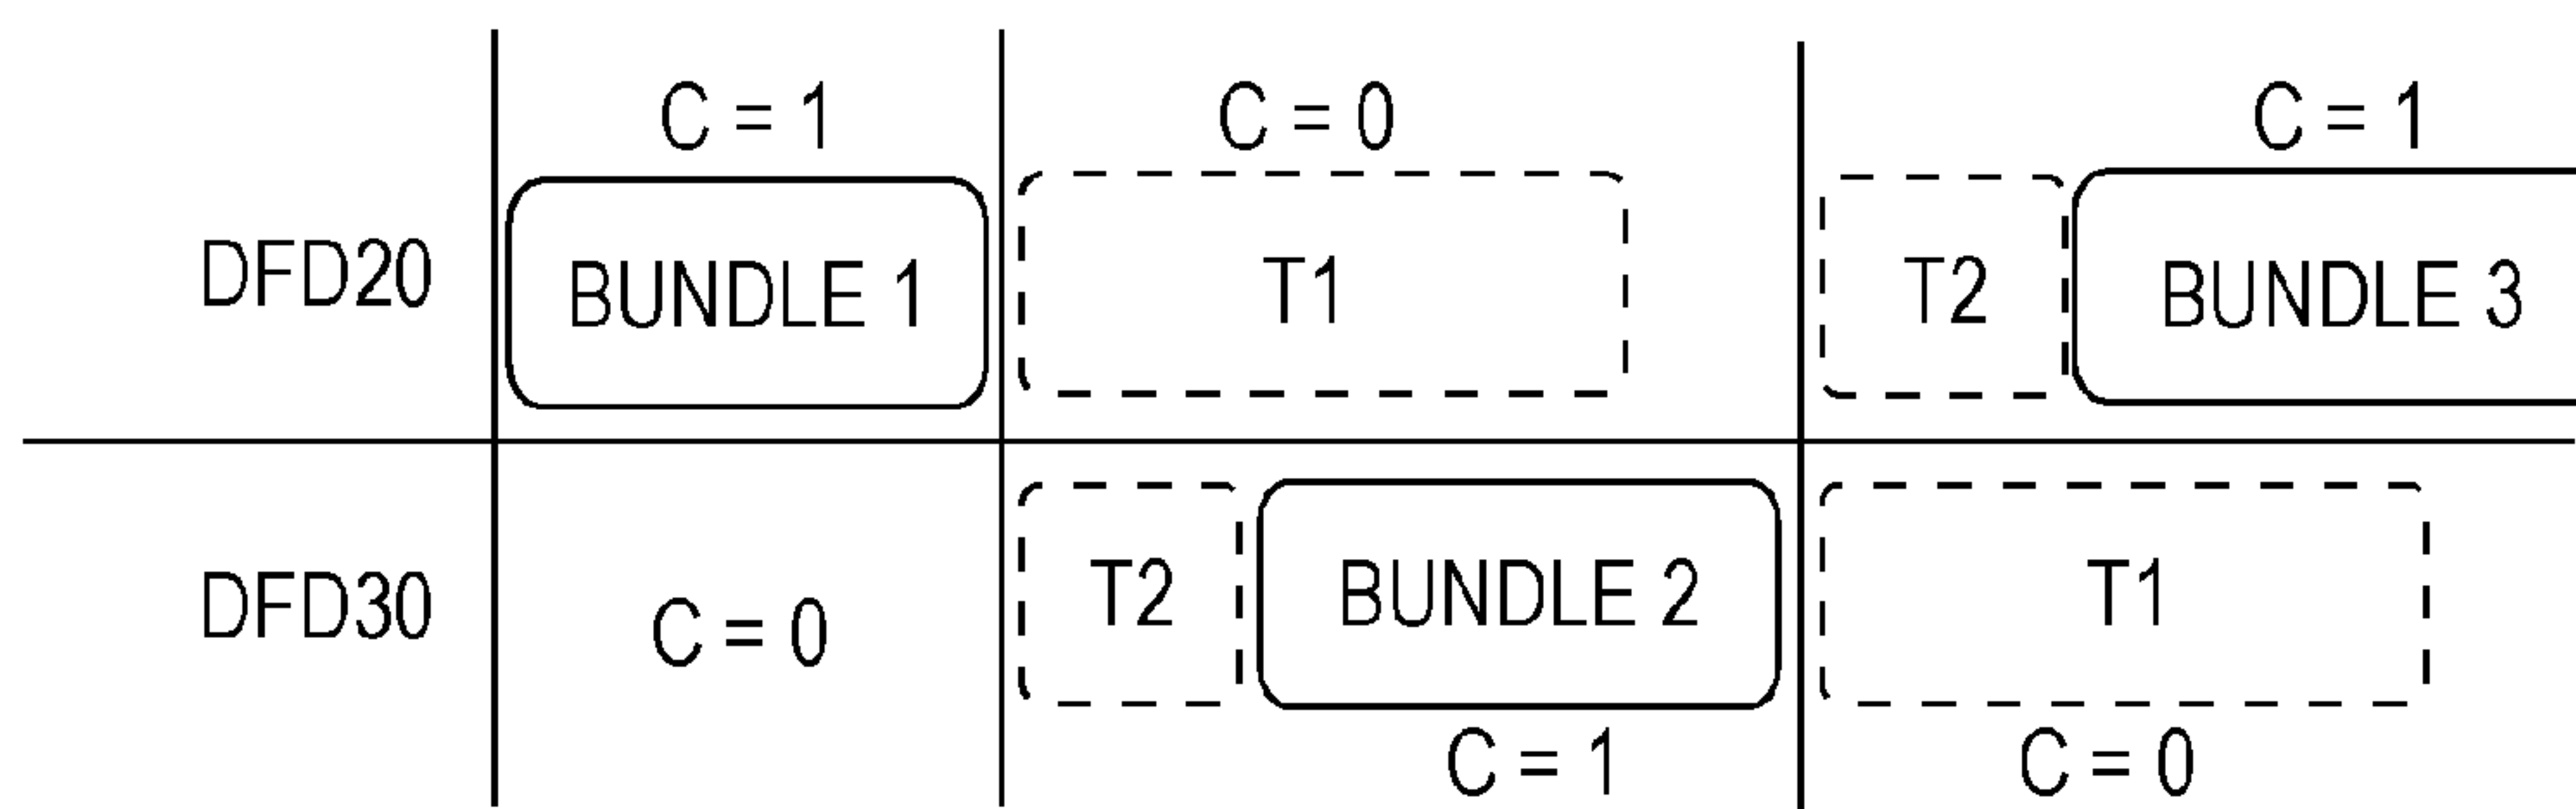 C = 1 C = 0 C = 1
DFD20 BUNDLE 1 T1 T2 BUNDLE 3
DFD30 C = 0 T2 BUNDLE 2 T1
C = 1 C = 0